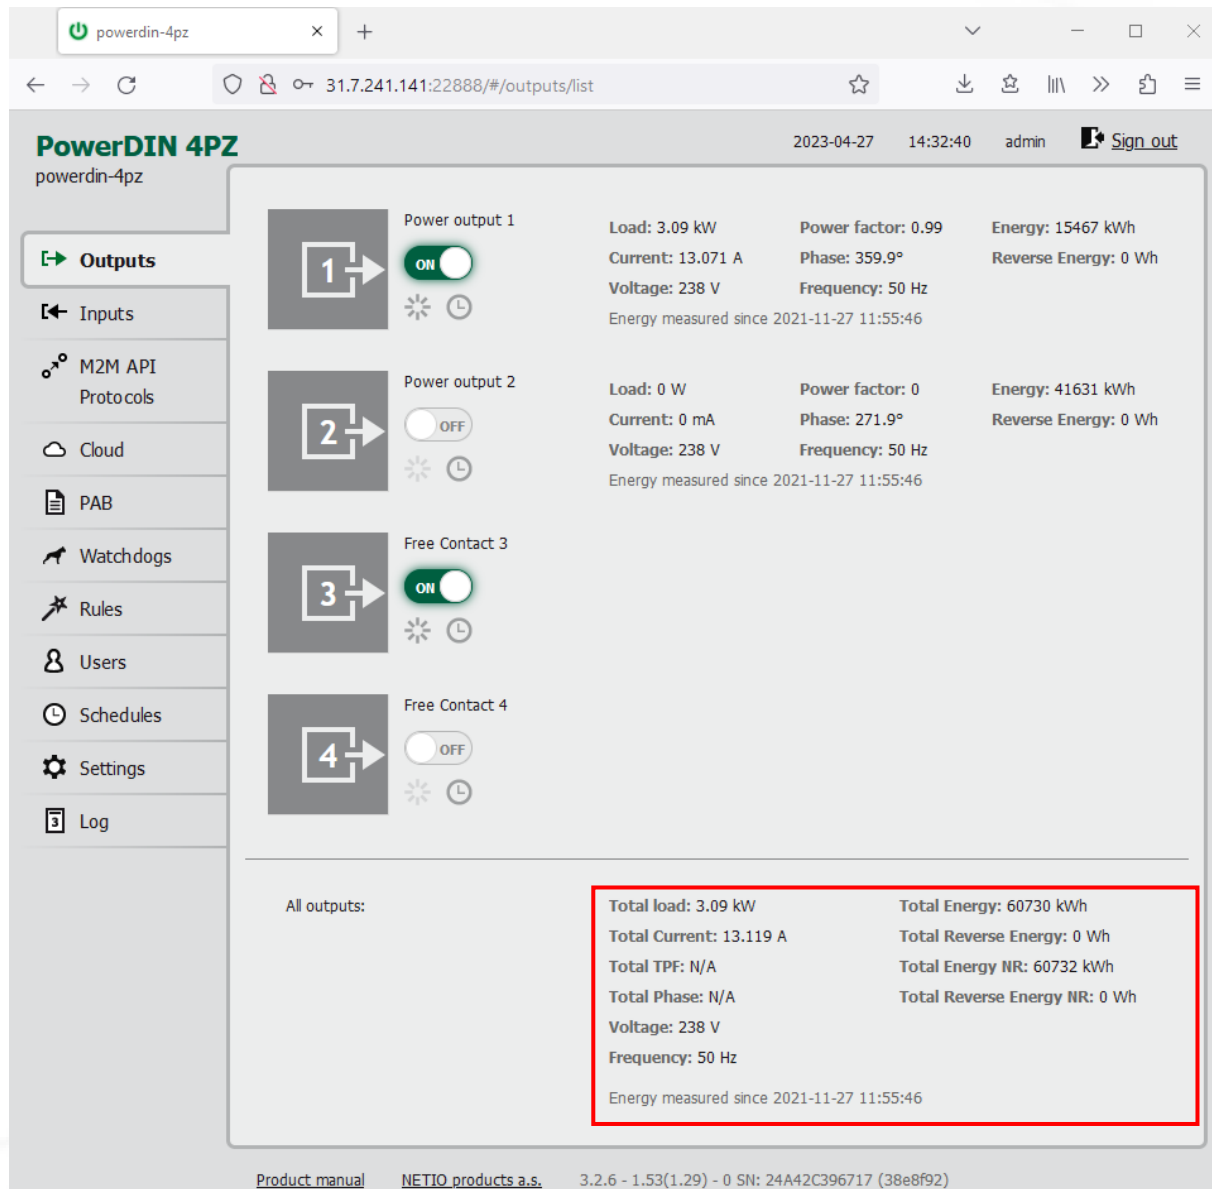 powerdin-4pz
31.7.241.141:22888/#/outputs/list
PowerDIN 4PZ
powerdin-4pz
2023-04-27 14:32:40 admin Sign out
Outputs
Inputs
M2M API
Protocols
Cloud
PAB
Watchdogs
Rules
Users
Schedules
Settings
3
Log
1
Power output 1
ON
Load: 3.09 kW Power factor: 0.99 Energy: 15467 kWh
Current: 13.071 A Phase: 359.9° Reverse Energy: 0 Wh
Voltage: 238 V Frequency: 50 Hz
Energy measured since 2021-11-27 11:55:46
2
Power output 2
OFF
Load: 0 W Power factor: 0 Energy: 41631 kWh
Current: 0 mA Phase: 271.9° Reverse Energy: 0 Wh
Voltage: 238 V Frequency: 50 Hz
Energy measured since 2021-11-27 11:55:46
3
Free Contact 3
ON
4
Free Contact 4
OFF
All outputs:
Total load: 3.09 kW Total Energy: 60730 kWh
Total Current: 13.119 A Total Reverse Energy: 0 Wh
Total TPF: N/A Total Energy NR: 60732 kWh
Total Phase: N/A Total Reverse Energy NR: 0 Wh
Voltage: 238 V
Frequency: 50 Hz
Energy measured since 2021-11-27 11:55:46
Product manual NETIO products a.s. 3.2.6 - 1.53(1.29) - 0 SN: 24A42C396717 (38e8f92)